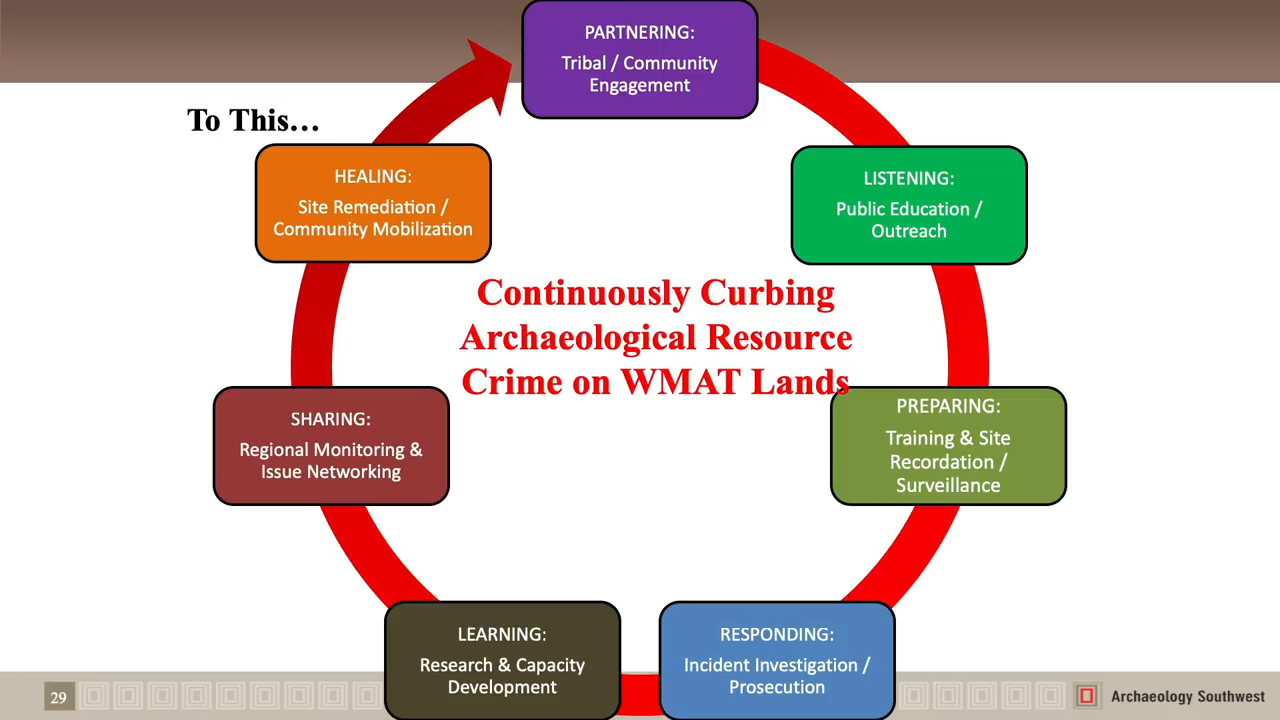 PARTNERING:
Tribal / Community
Engagement
To This…
HEALING:
Site Remediation /
Community Mobilization
LISTENING:
Public Education /
Outreach
Continuously Curbing
Archaeological Resource
Crime on WMAT Lands
SHARING:
Regional Monitoring &
Issue Networking
PREPARING:
Training & Site
Recordation /
Surveillance
LEARNING:
Research & Capacity
Development
RESPONDING:
Incident Investigation /
Prosecution
29
Archaeology Southwest